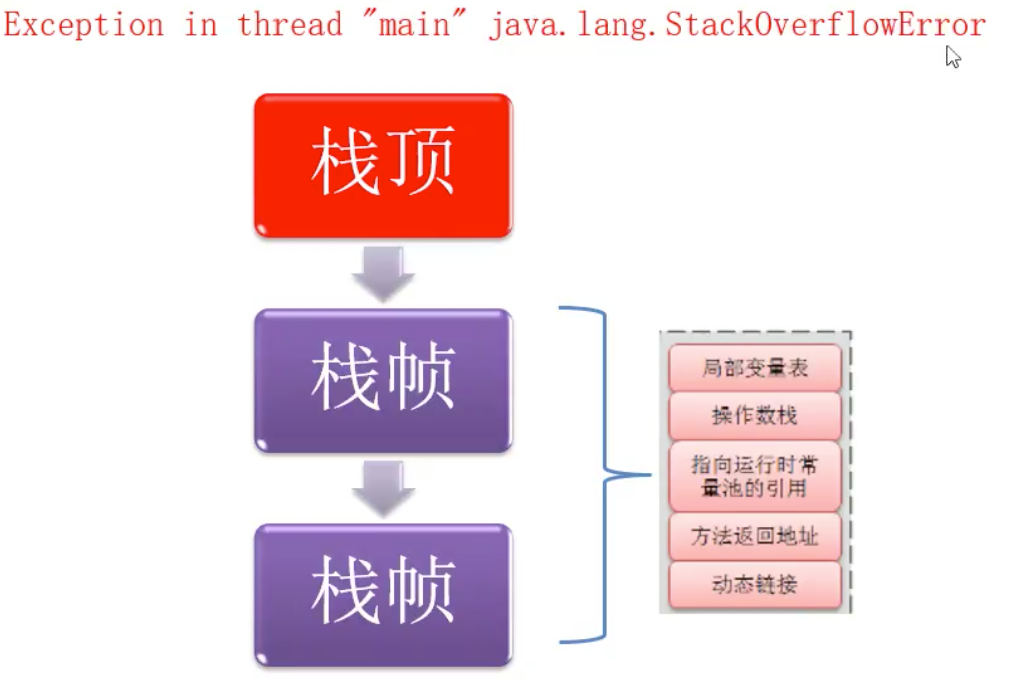 Exception in thread "main" java.lang.StackOverflowError
栈顶
栈帧
栈帧
局部变量表
操作数栈
指向运行时常
量池的引用
方法返回地址
动态链接